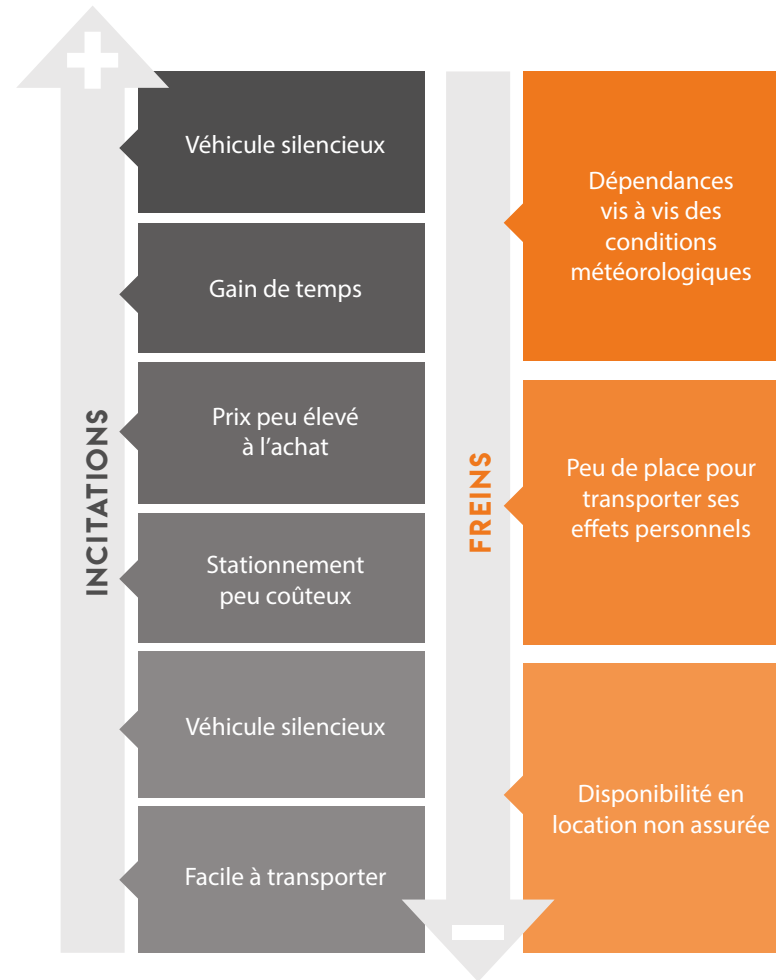 INCITATIONS
Véhicule silencieux
Gain de temps
Prix peu élevé
à l’achat
Stationnement
peu coûteux
Véhicule silencieux
Facile à transporter
FREINS
Dépendances
vis à vis des
conditions
météorologiques
Peu de place pour
transporter ses
effets personnels
Disponibilité en
location non assurée